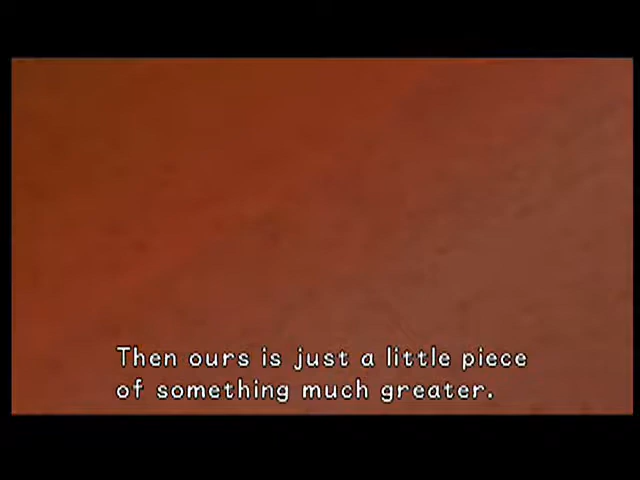 Then ours is just a little piece
of something much greater.